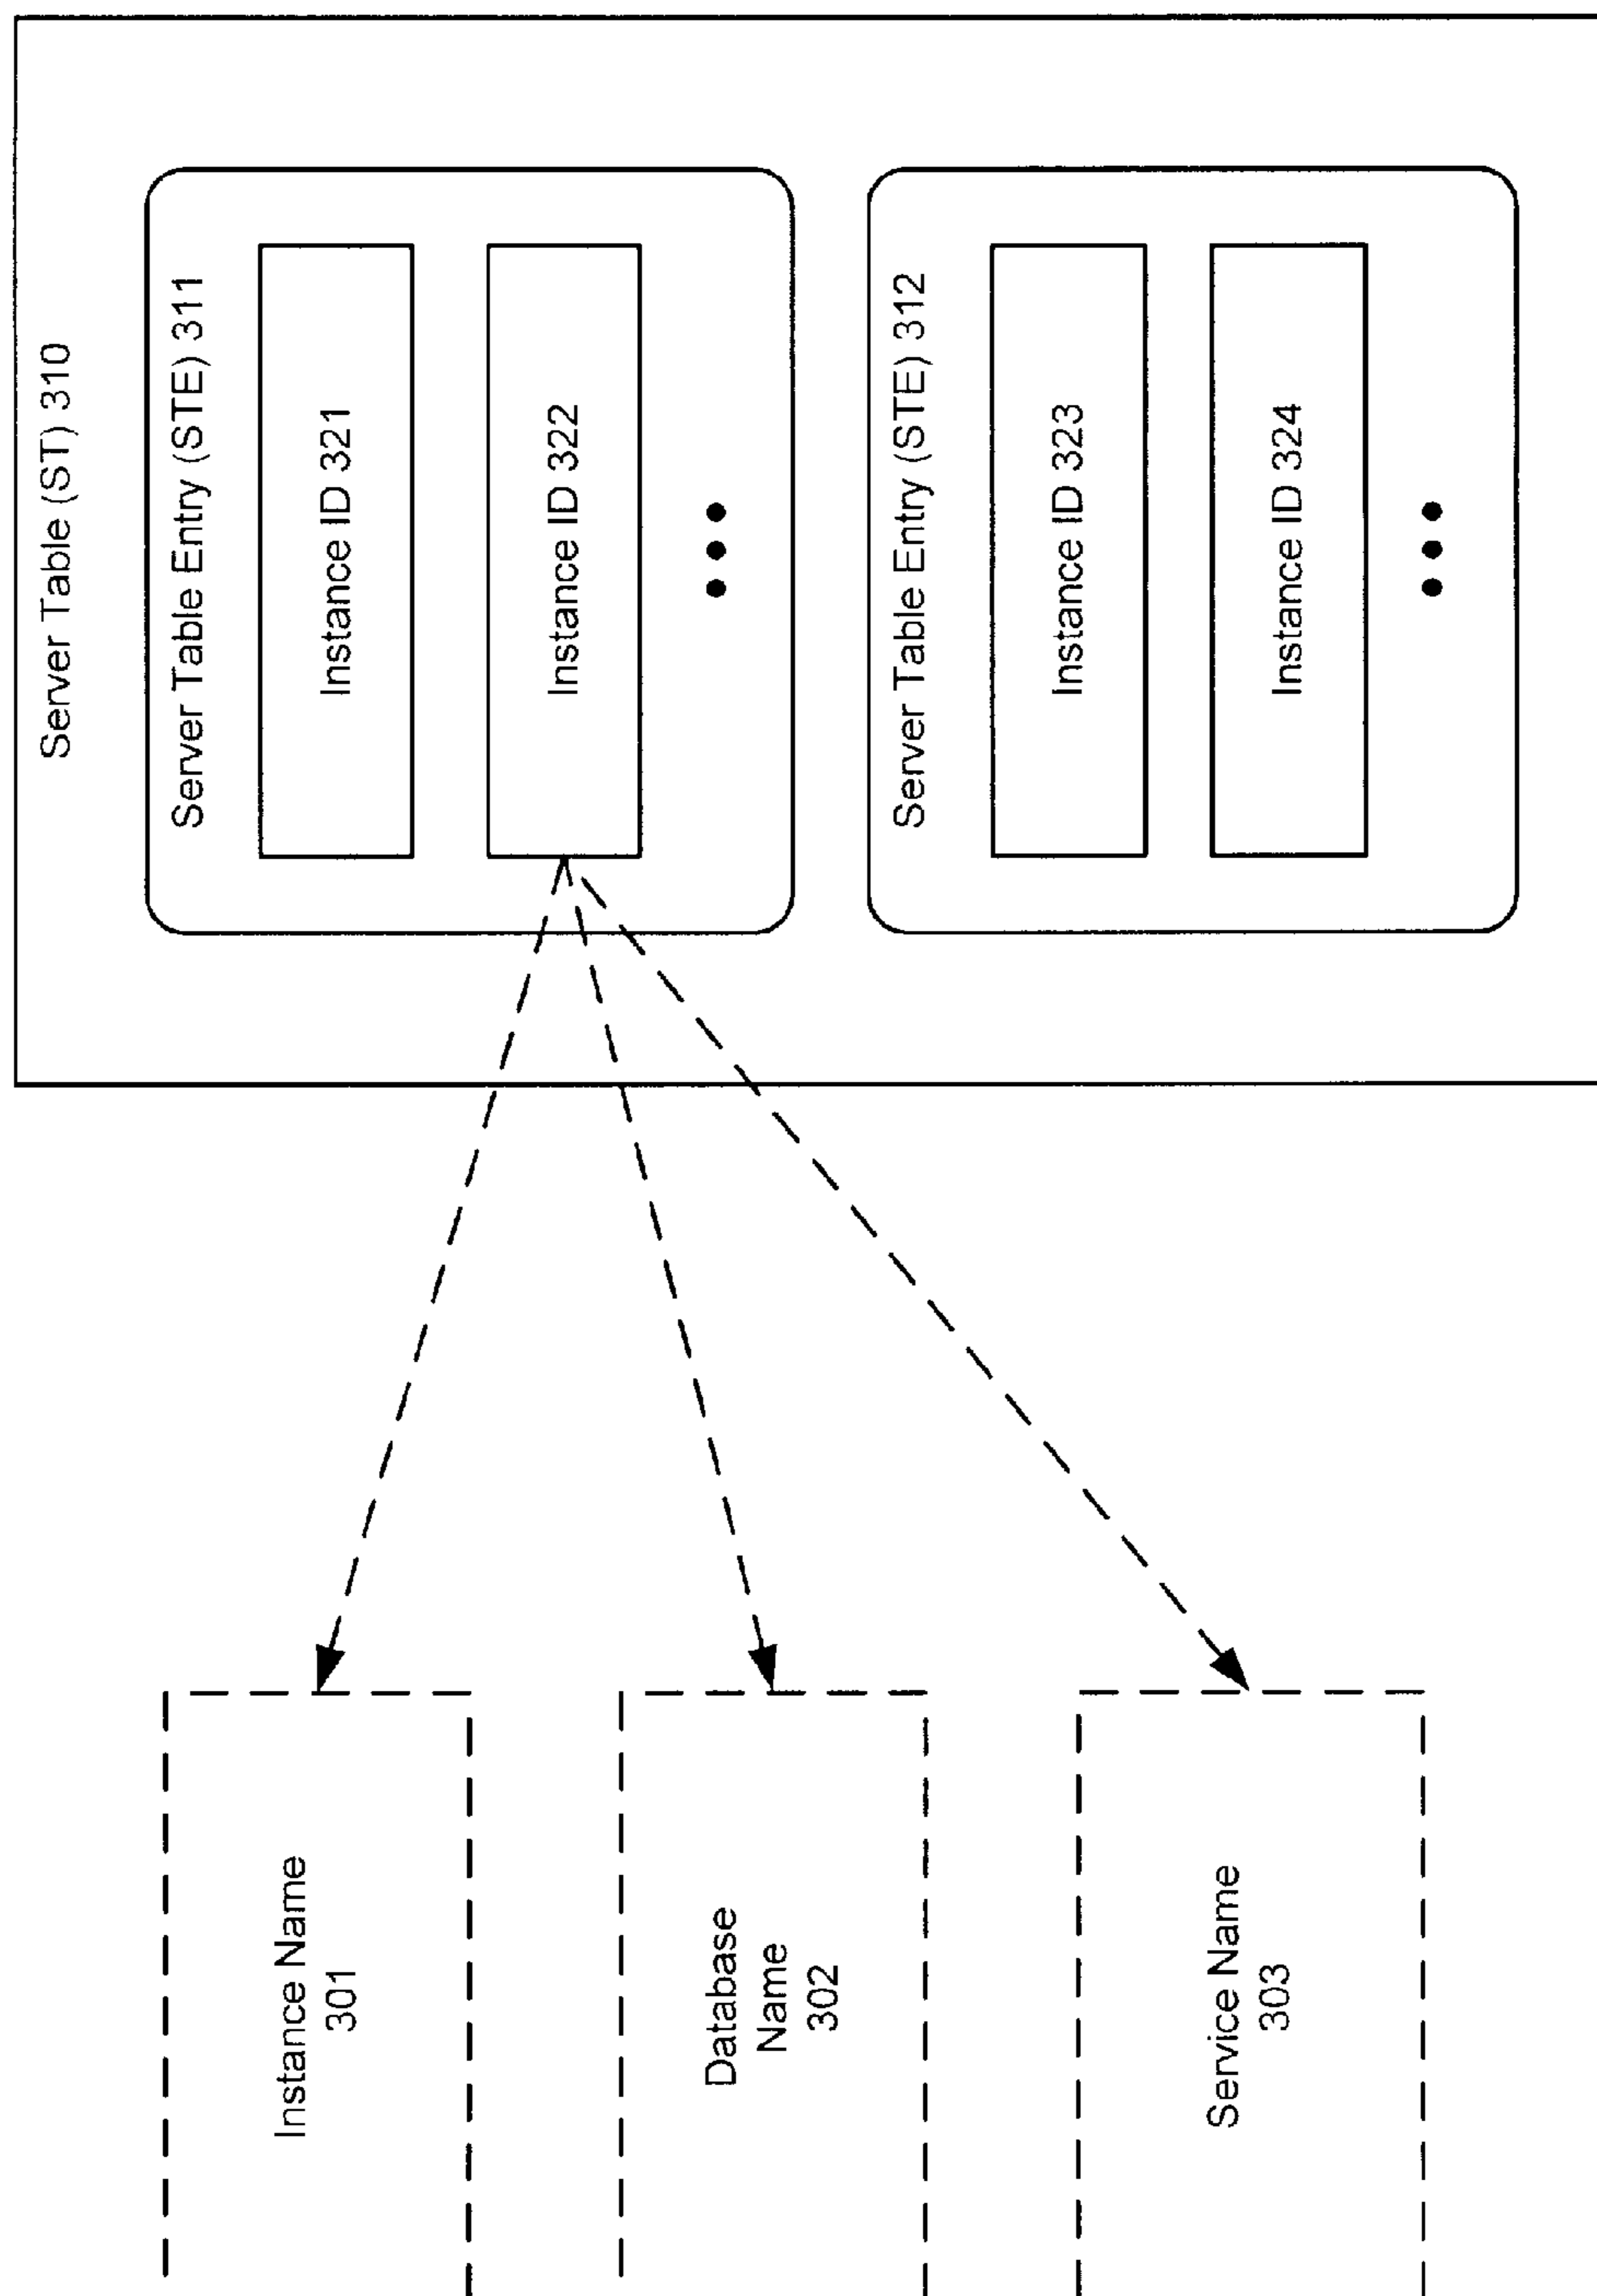 Server Table (ST) 310
Server Table Entry (STE) 311
Instance ID 321
Instance ID 322
Server Table Entry (STE) 312
Instance ID 323
Instance ID 324
Instance Name
301
Database
Name
302
Service Name
303